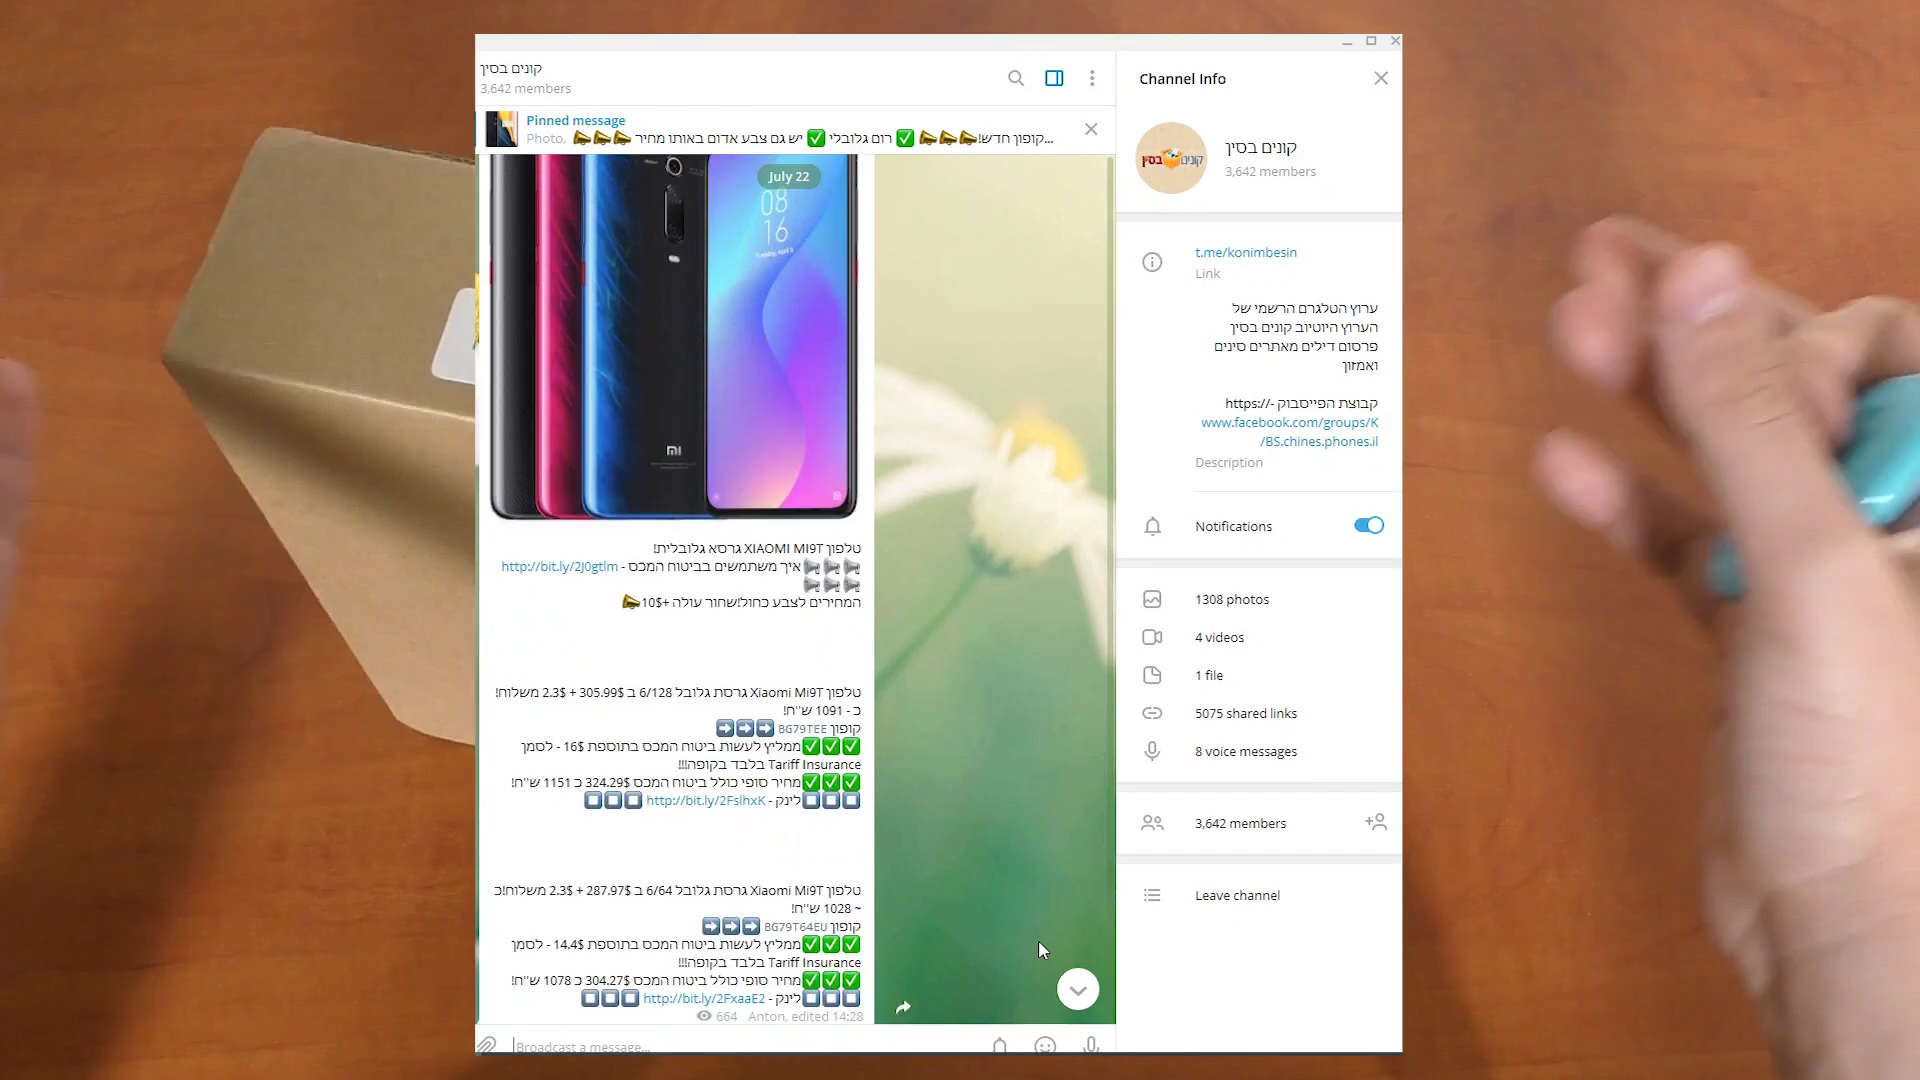 קונים בסין
3,642 members
Pinned message
Photo, קופון חדש! רום גלובלי ✅ יש גם צבע אדום באותו מחיר...
July 22
08
16
mi
טלפון XIAOMI MI9T גרסא גלובלית!
איך משתמשים בביטוח המכס - http://bit.ly/2J0gtlm
המחירים לצבע כחול!שחור עולה +10$
טלפון Xiaomi Mi9T גרסת גלובל 6/128 ב 305.99$ + 2.3$ משלוח!
כ - 1091 ש''ח!
קופון BG79TEE
✅✅✅ממליץ לעשות ביטוח המכס בתוספת 16$ - לסמן
Tariff Insurance בלבד בקופה!!!
✅✅✅מחיר סופי כולל ביטוח המכס 324.29$ כ 1151 ש''ח!
לינק - http://bit.ly/2FslhxK
טלפון Xiaomi Mi9T גרסת גלובל 6/64 ב 287.97$ + 2.3$ משלוח!כ
~ 1028 ש''ח!
קופון BG79T64EU
✅✅✅ממליץ לעשות ביטוח המכס בתוספת 14.4$ - לסמן
Tariff Insurance בלבד בקופה!!!
✅✅✅מחיר סופי כולל ביטוח המכס 304.27$ כ 1078 ש''ח!
לינק - http://bit.ly/2FxaaE2
664 Anton, edited 14:28
Broadcast a message...
Channel Info
קונים בסין
קונים בסין
3,642 members
t.me/konimbesin
Link
ערוץ הטלגרם הרשמי של
הערוץ היוטיוב קונים בסין
פרסום דילים מאתרים סינים
ואמזון
קבוצת הפייסבוק -https://
www.facebook.com/groups/K
BS.chines.phones.il/
Description
Notifications
1308 photos
4 videos
1 file
5075 shared links
8 voice messages
3,642 members
Leave channel